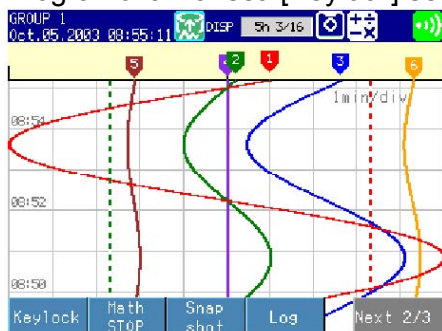 GROUP 1
Oct.05.2003 08:55:11 DISP 5h 3/16
5 2 1 3 6
1min/div
08:54
08:52
08:50
Keylock Math STOP Snap shot Log Next 2/3